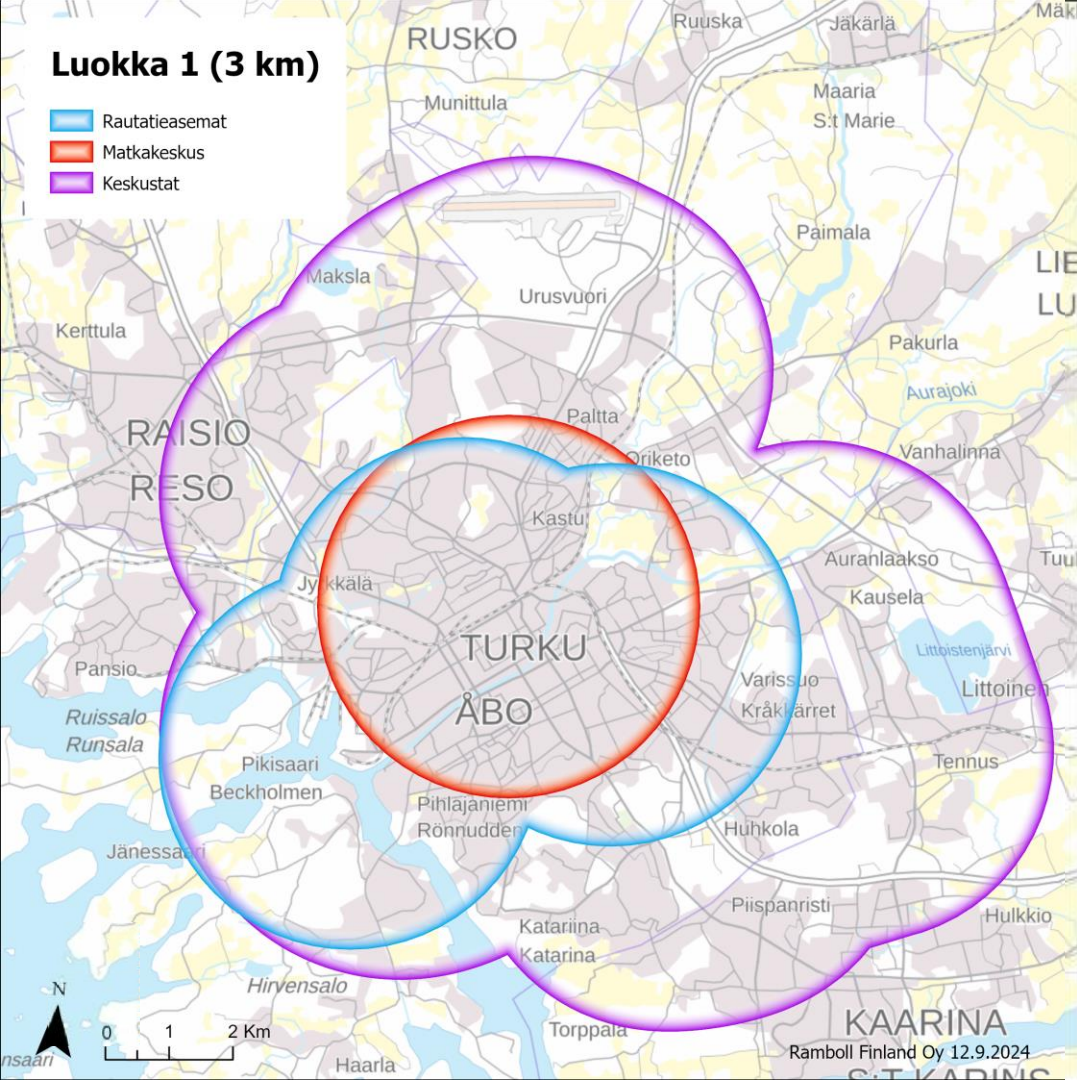 Luokka 1 (3 km)
Rautatieasemat
Matkakeskus
Keskustat
RUSKO
Ruuska
Jäkärlä
Munittula
Maaria
S:t Marie
Paimala
Maksla
Urusvuori
Kerttula
Pakurla
Aurajoki
Paltta
RAISIO
RESO
Oriketo
Vanhalinna
Kastu
Auranlaakso
Jyrkkälä
Kausela
TURKU
ÅBO
Littoistenjärvi
Pansio
Varissuo
Kråkkärret
Littoinen
Ruissalo
Runsala
Pikisaari
Beckholmen
Tennus
Pihlajaniemi
Rönnudden
Huhkola
Jänessaari
Piispanristi
Hulkkio
Katariina
Katarina
Hirvensalo
N
0 1 2 Km
Torppala
KAARINA
Haarla
Ramboll Finland Oy 12.9.2024
S:T KARINS